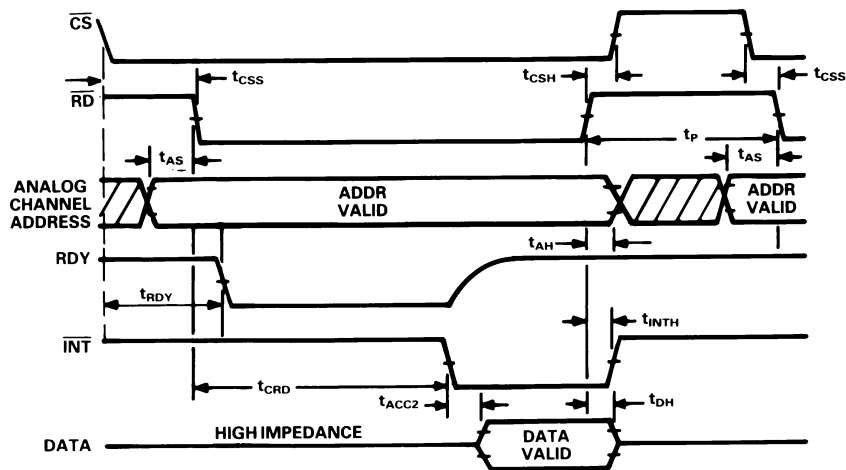 CS
tCSS
tCSH
tCSS
RD
tP
tAS
tAS
ANALOG
CHANNEL
ADDRESS
ADDR
VALID
ADDR
VALID
tAH
RDY
tRDY
tINTH
INT
tCRD
tACC2
tDH
HIGH IMPEDANCE
DATA
VALID
DATA